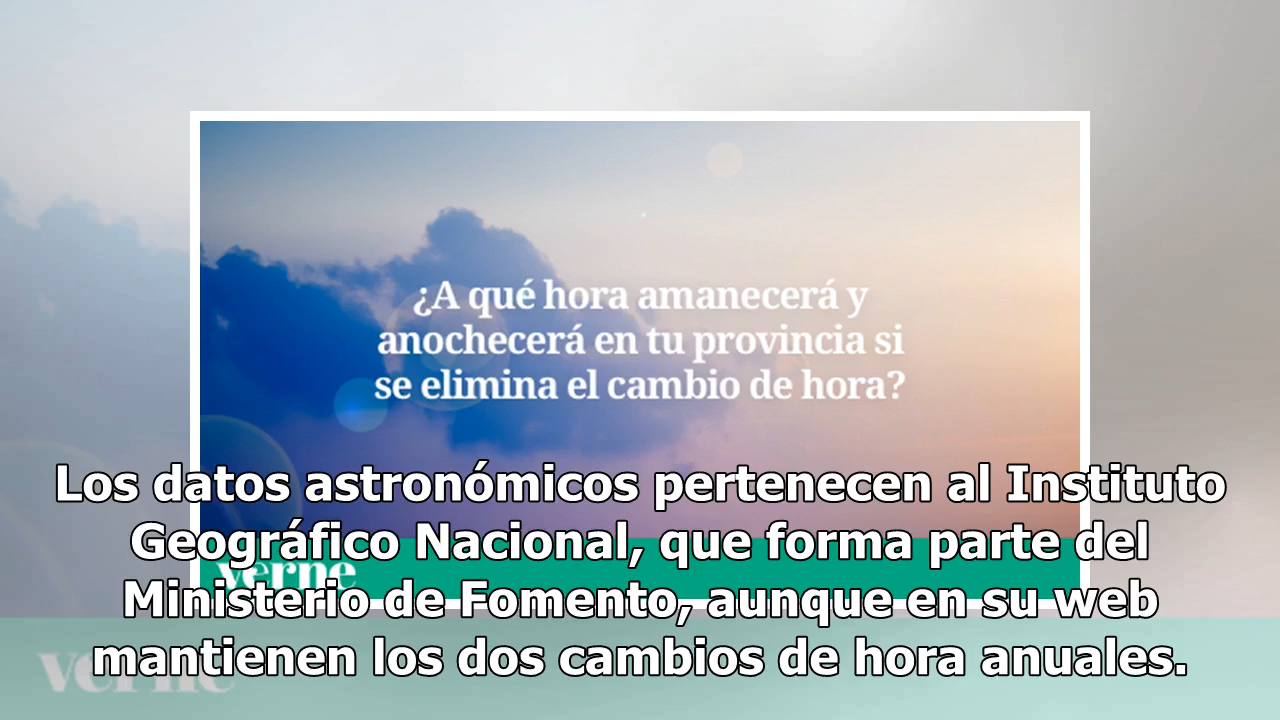 ¿A qué hora amanecerá y
anochecerá en tu provincia si
se elimina el cambio de hora?
Los datos astronómicos pertenecen al Instituto
Geográfico Nacional, que forma parte del
verne
Ministerio de Fomento, aunque en su web
mantienen los dos cambios de hora anuales.
verne